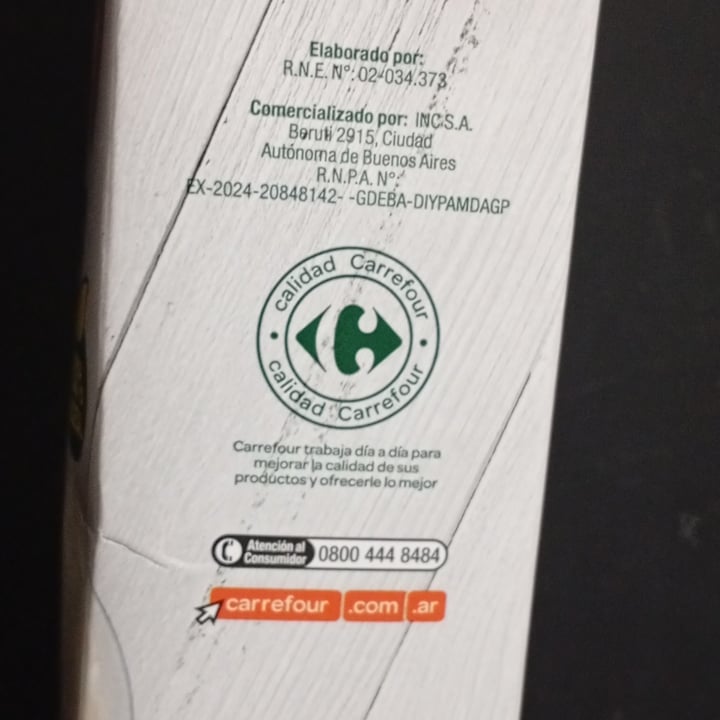 Elaborado por:
R.N.E. N°: 02-034.373
Comercializado por: INC S.A.
Beruti 2915, Ciudad
Autónoma de Buenos Aires
R.N.P.A. N°:
EX-2024-20848142- -GDEBA-DIYPAMDAGP
calidad Carrefour
calidad Carrefour
Carrefour trabaja día a día para
mejorar la calidad de sus
productos y ofrecerle lo mejor
Atención al
Consumidor
0800 444 8484
carrefour .com .ar